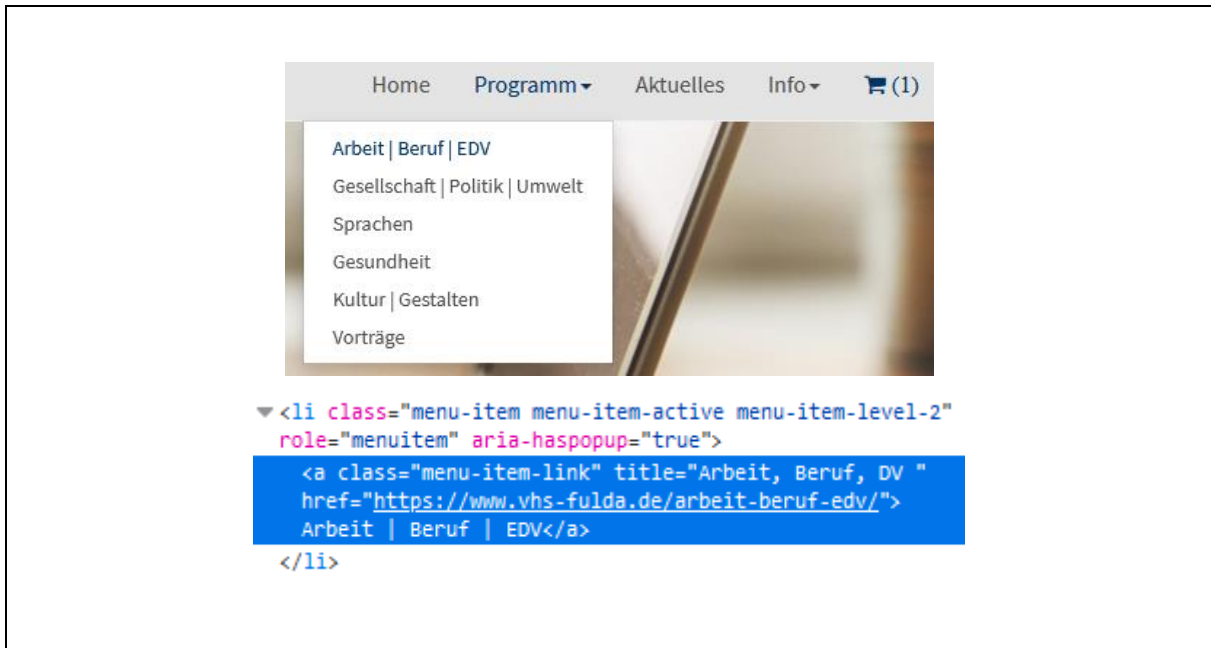 Home Programm Aktuelles Info (1)
Arbeit | Beruf | EDV
Gesellschaft | Politik | Umwelt
Sprachen
Gesundheit
Kultur | Gestalten
Vorträge
<li class="menu-item menu-item-active menu-item-level-2"
role="menuitem" aria-haspopup="true">
<a class="menu-item-link" title="Arbeit, Beruf, DV "
href="https://www.vhs-fulda.de/arbeit-beruf-edv/">
Arbeit | Beruf | EDV</a>
</li>